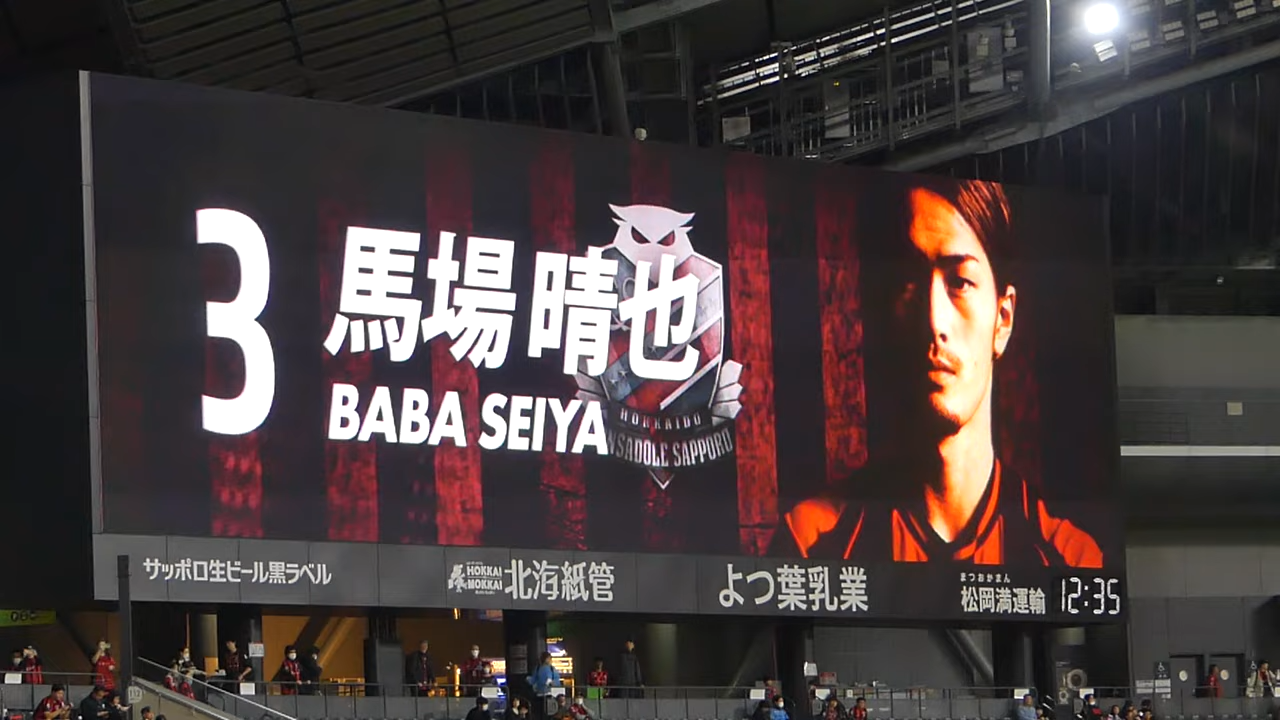 3
馬場 晴也
BABA SEIYA
HOKKAIDO
NSADOLE SAPPORO
サッポロ生ビール黒ラベル
HOKKAI
MOKKAI
北海紙管
よつ葉乳業
まつおかまん
松岡満運輸
12:35